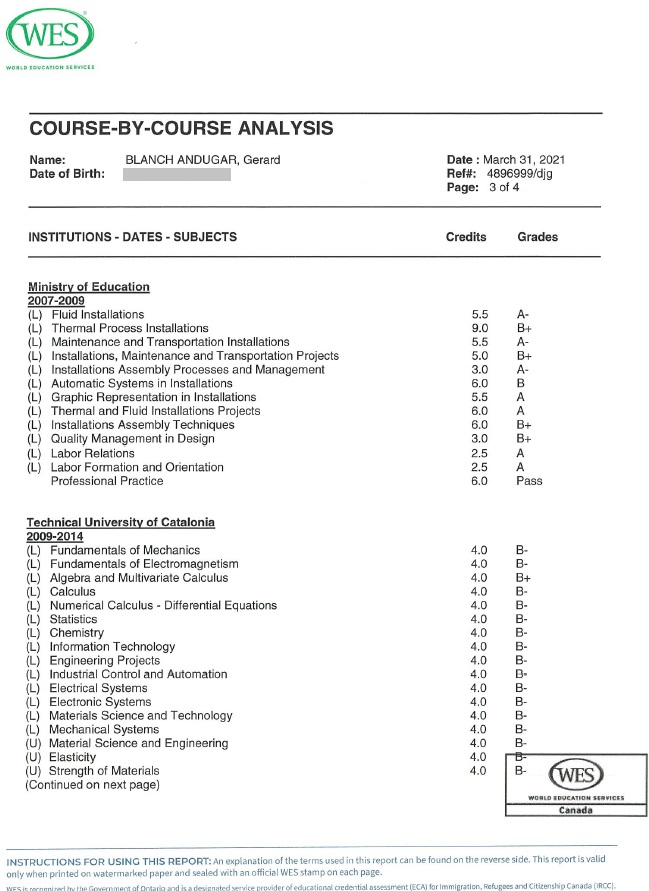 WES
WORLD EDUCATION SERVICES
COURSE-BY-COURSE ANALYSIS
Name: BLANCH ANDUGAR, Gerard Date : March 31, 2021
Date of Birth: Ref#: 4896999/djg
Page: 3 of 4
INSTITUTIONS - DATES - SUBJECTS Credits Grades
Ministry of Education
2007-2009
(L) Fluid Installations 5.5 A-
(L) Thermal Process Installations 9.0 B+
(L) Maintenance and Transportation Installations 5.5 A-
(L) Installations, Maintenance and Transportation Projects 5.0 B+
(L) Installations Assembly Processes and Management 3.0 A-
(L) Automatic Systems in Installations 6.0 B
(L) Graphic Representation in Installations 5.5 A
(L) Thermal and Fluid Installations Projects 6.0 A
(L) Installations Assembly Techniques 6.0 B+
(L) Quality Management in Design 3.0 B+
(L) Labor Relations 2.5 A
(L) Labor Formation and Orientation 2.5 A
Professional Practice 6.0 Pass
Technical University of Catalonia
2009-2014
(L) Fundamentals of Mechanics 4.0 B-
(L) Fundamentals of Electromagnetism 4.0 B-
(L) Algebra and Multivariate Calculus 4.0 B+
(L) Calculus 4.0 B-
(L) Numerical Calculus - Differential Equations 4.0 B-
(L) Statistics 4.0 B-
(L) Chemistry 4.0 B-
(L) Information Technology 4.0 B-
(L) Engineering Projects 4.0 B-
(L) Industrial Control and Automation 4.0 B-
(L) Electrical Systems 4.0 B-
(L) Electronic Systems 4.0 B-
(L) Materials Science and Technology 4.0 B-
(L) Mechanical Systems 4.0 B-
(U) Material Science and Engineering 4.0 B-
(U) Elasticity 4.0 B-
(U) Strength of Materials 4.0 B-
(Continued on next page)
WES
WORLD EDUCATION SERVICES
Canada
INSTRUCTIONS FOR USING THIS REPORT: An explanation of the terms used in this report can be found on the reverse side. This report is valid
only when printed on watermarked paper and sealed with an official WES stamp on each page.
WES is recognized by the Government of Ontario and is a designated service provider of educational credential assessment (ECA) for Immigration, Refugees and Citizenship Canada (IRCC).